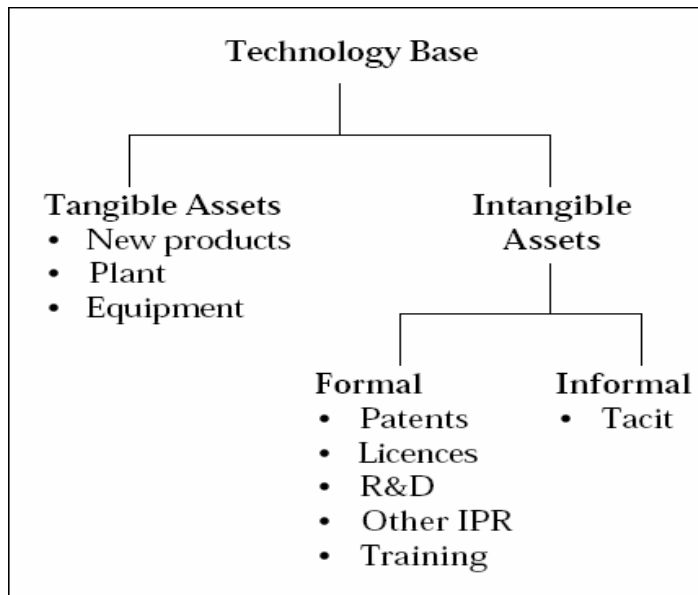 Technology Base
Tangible Assets
• New products
• Plant
• Equipment
Intangible
Assets
Formal
• Patents
• Licences
• R&D
• Other IPR
• Training
Informal
• Tacit